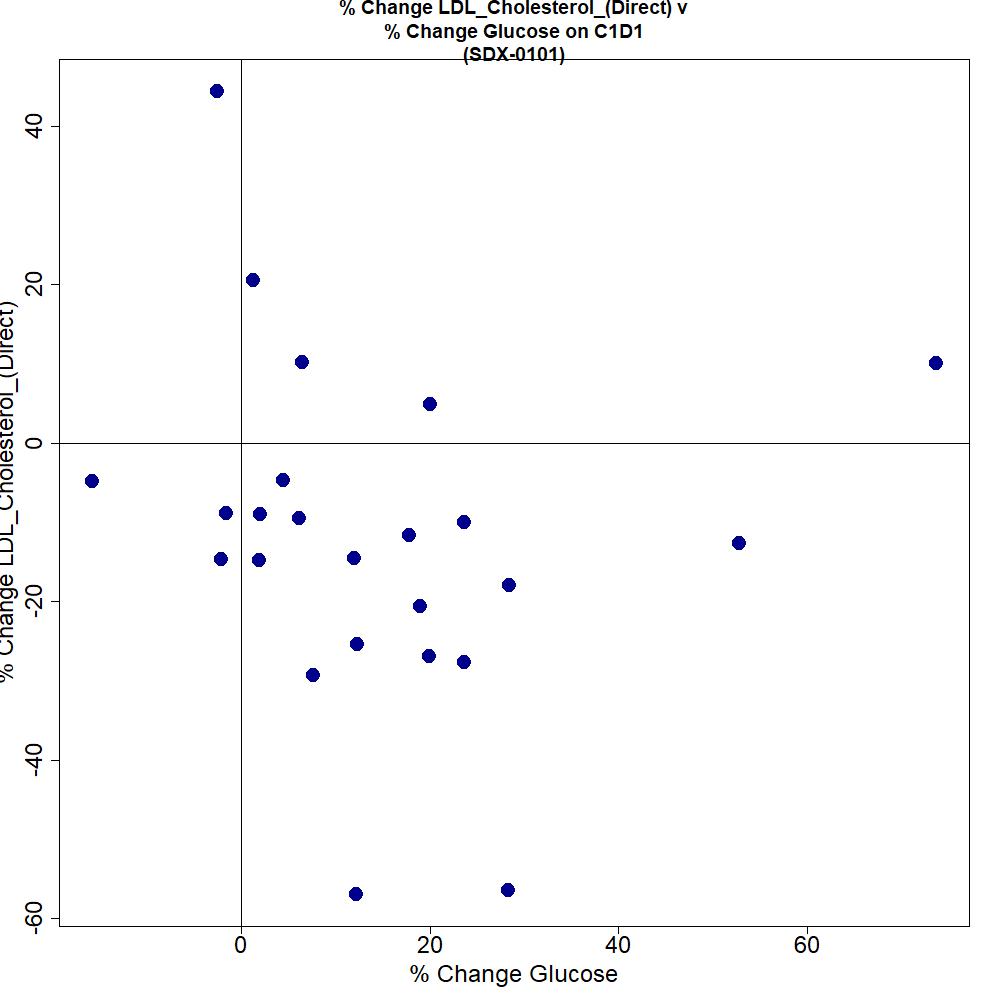 % Change LDL_Cholesterol_(Direct) v
% Change Glucose on C1D1
(SDX-0101)
% Change LDL_Cholesterol_(Direct)
40
20
0
-20
-40
-60
0 20 40 60
% Change Glucose